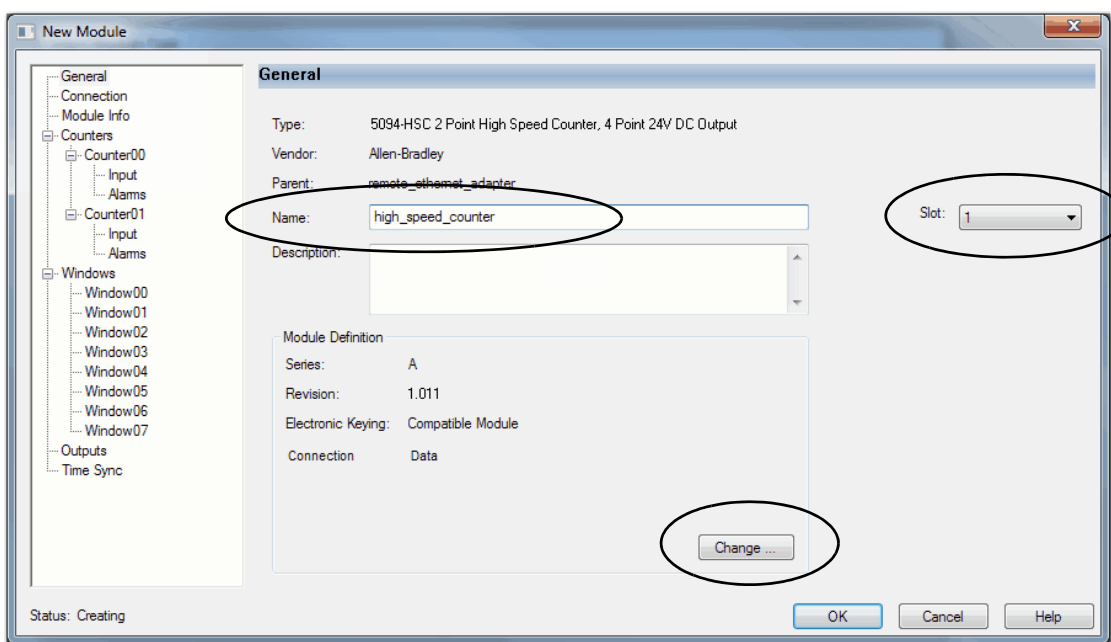 New Module
General
Connection
Module Info
Counters
Counter00
Input
Alarms
Counter01
Input
Alarms
Windows
Window00
Window01
Window02
Window03
Window04
Window05
Window06
Window07
Outputs
Time Sync
General
Type: 5094-HSC 2 Point High Speed Counter, 4 Point 24V DC Output
Vendor: Allen-Bradley
Parent: remote_ethernet_adapter
Name: high_speed_counter
Slot: 1
Description:
Module Definition
Series: A
Revision: 1.011
Electronic Keying: Compatible Module
Connection Data
Change ...
Status: Creating
OK Cancel Help